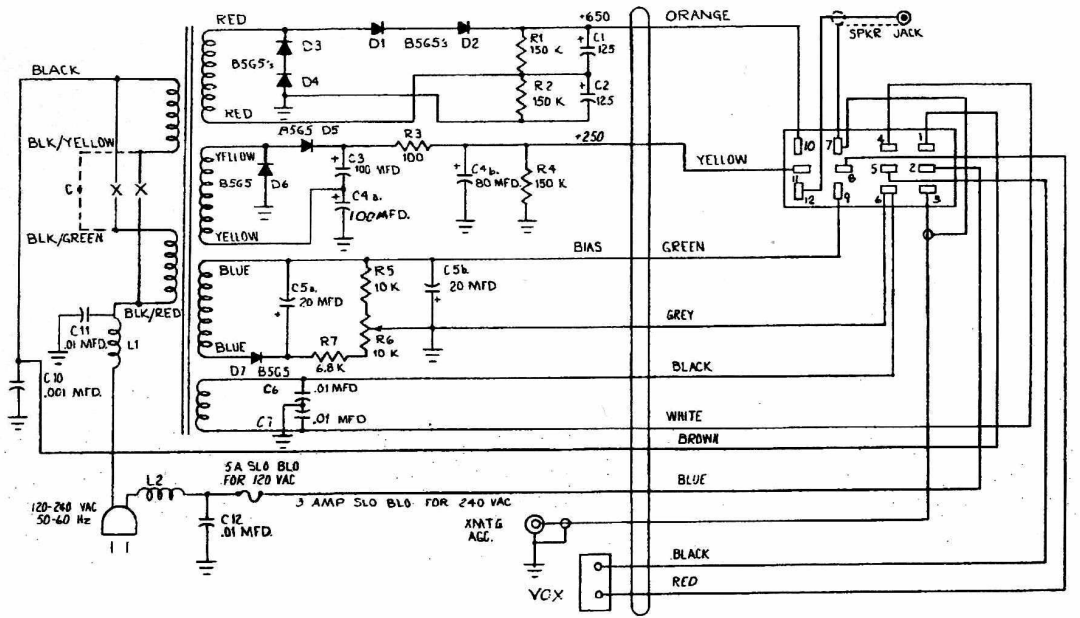 RED
+650
ORANGE
D3
D1
B5G5
D2
R1
150 K
C1
125
SPKR JACK
B5G5's
D4
R2
150 K
C2
125
BLACK
RED
B5G5 D5
R3
100
+250
BLK/YELLOW
YELLOW
B5G5
D6
C3
100 MFD
C4a.
100MFD.
C4b.
80 MFD.
R4
150 K
YELLOW
10
7
4
1
11
8
5
2
12
9
6
3
C
BLK/GREEN
YELLOW
BIAS
GREEN
BLUE
C5a.
20 MFD
R5
10 K
C5b.
20 MFD
BLK/RED
C11
.01 MFD.
L1
R6
10 K
GREY
BLUE
D7 B5G5
R7
6.8 K
C10
.001 MFD.
C6
.01MFD
BLACK
C7
.01 MFD
WHITE
BROWN
L2
5A SLO BLO
FOR 120 VAC
BLUE
3 AMP SLO BLO. FOR 240 VAC
120-240 VAC
50-60 Hz
C12
.01 MFD.
XMTG
AGC.
BLACK
RED
VOX